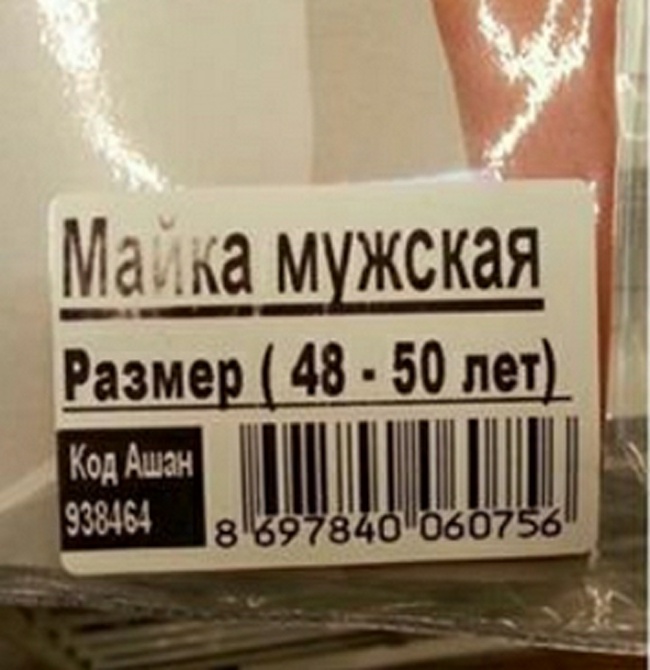 Майка мужская
Размер ( 48 - 50 лет)
Код Ашан
938464
8 697840 060756